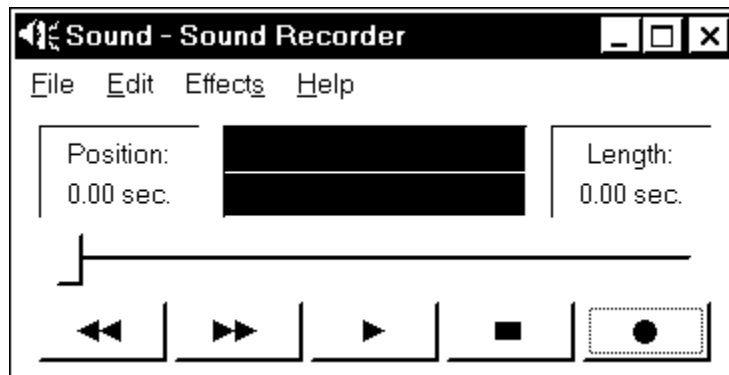 Sound - Sound Recorder
File Edit Effects Help
Position:
0.00 sec.
Length:
0.00 sec.